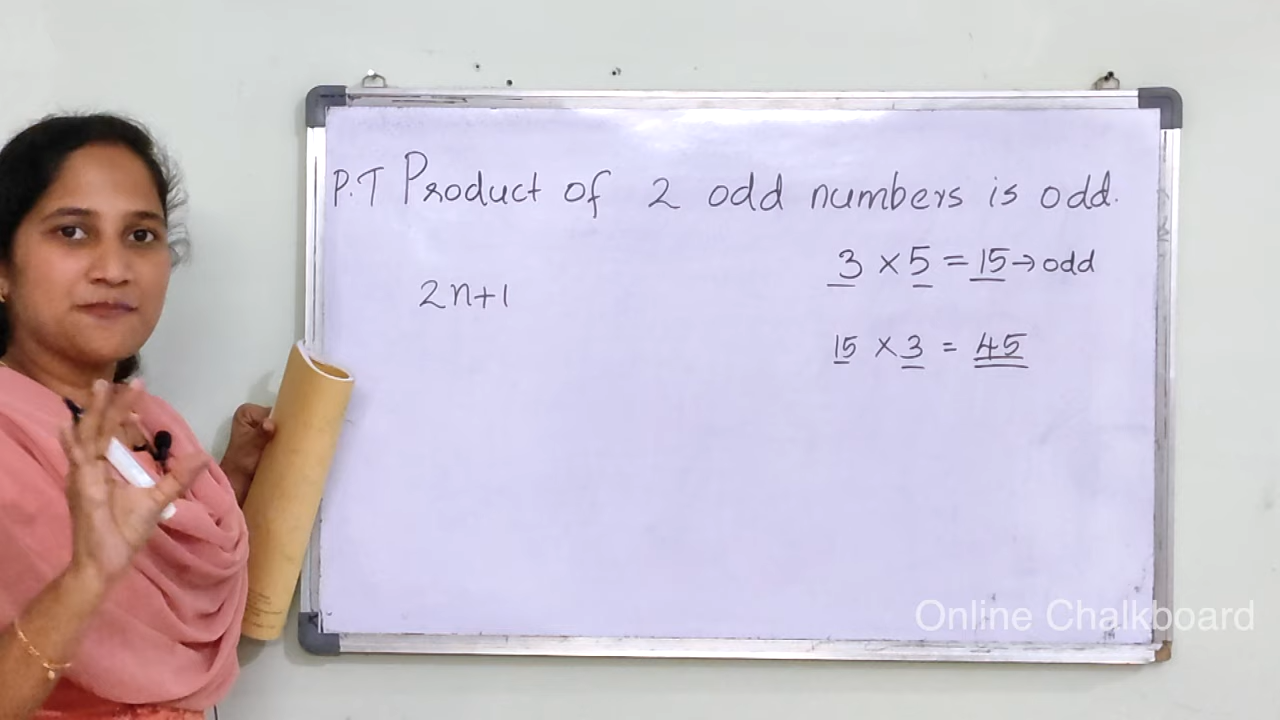 P.T Product of 2 odd numbers is odd.
3 × 5 = 15 → odd
2n+1
15 × 3 = 45
Online Chalkboard